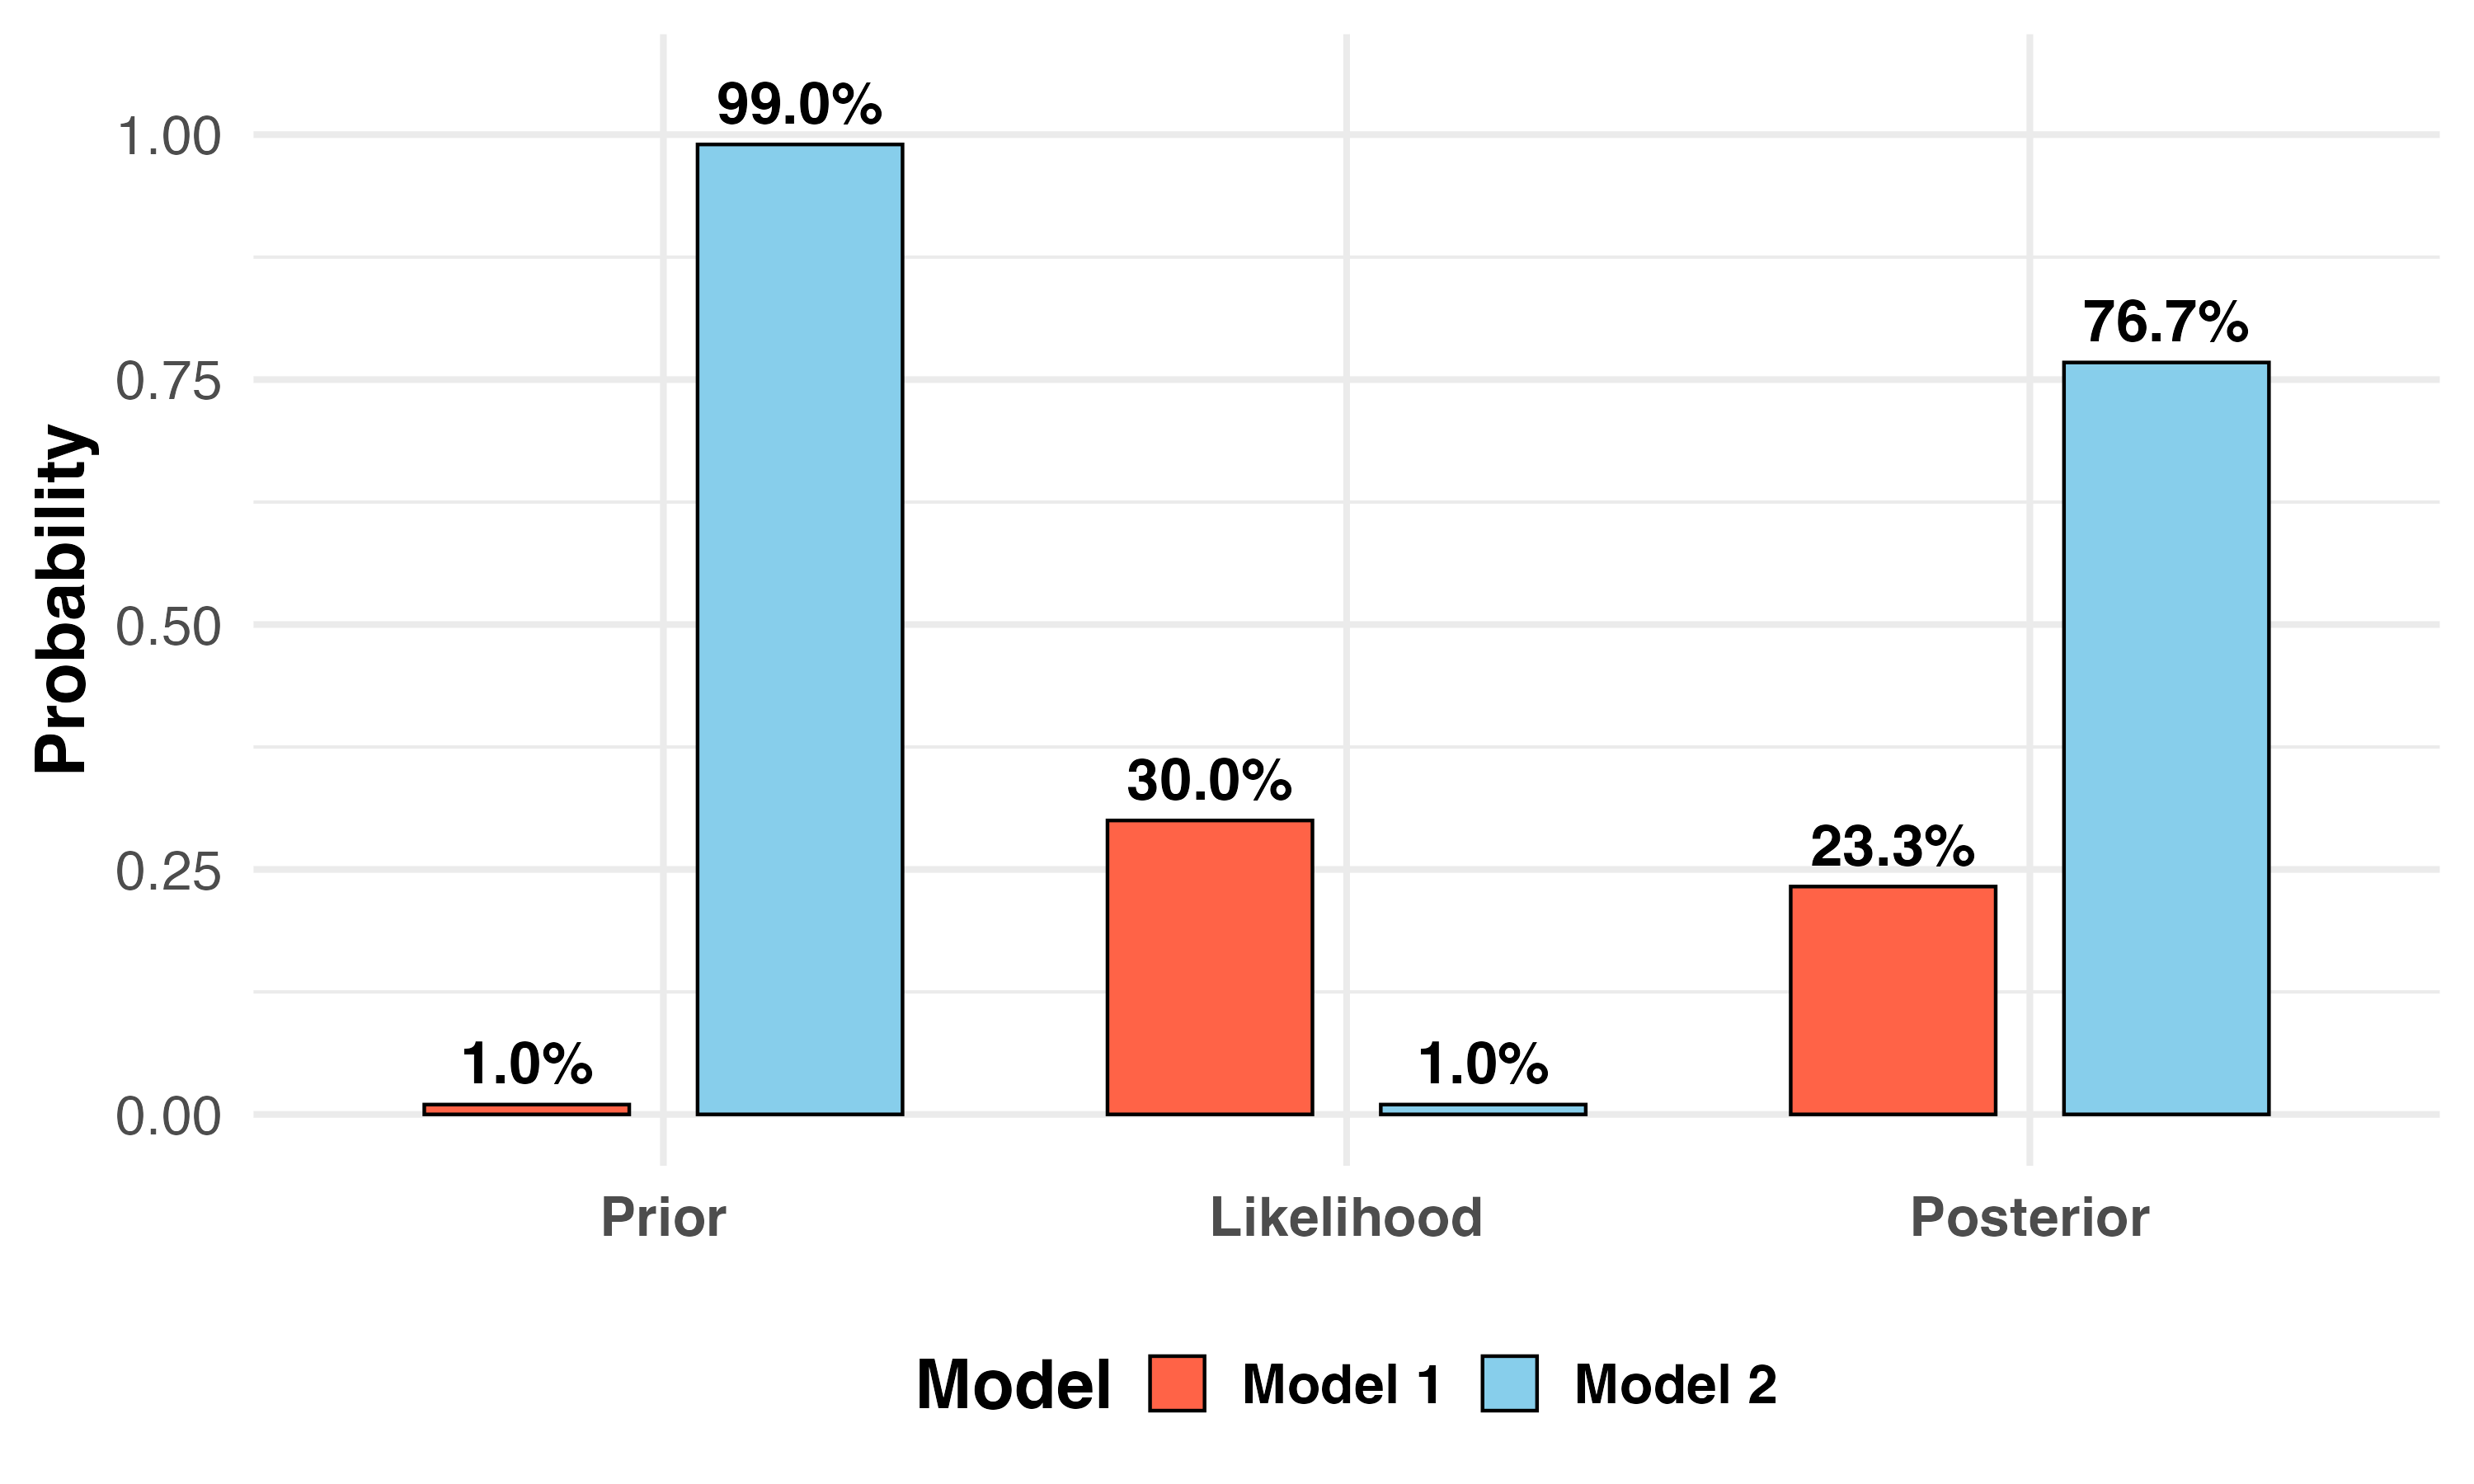 99.0%
1.00
76.7%
0.75
Probability
0.50
30.0%
23.3%
0.25
1.0%
1.0%
0.00
Prior
Likelihood
Posterior
Model
Model 1
Model 2